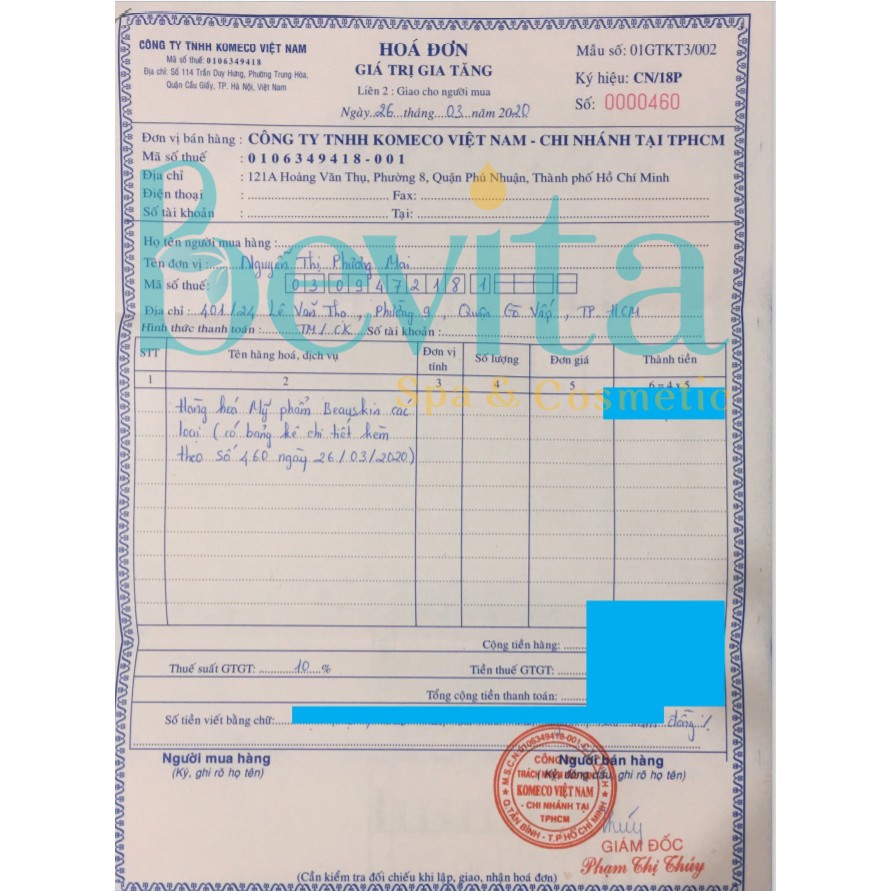 CÔNG TY TNHH KOMECO VIỆT NAM
Mã số thuế: 0106349418
Địa chỉ: Số 114 Trần Duy Hưng, Phường Trung Hòa,
Quận Cầu Giấy, TP. Hà Nội, Việt Nam
HOÁ ĐƠN
GIÁ TRỊ GIA TĂNG
Liên 2 : Giao cho người mua
Ngày 26 tháng 03 năm 2020
Mẫu số: 01GTKT3/002
Ký hiệu: CN/18P
Số: 0000460
Đơn vị bán hàng : CÔNG TY TNHH KOMECO VIỆT NAM - CHI NHÁNH TẠI TPHCM
Mã số thuế : 0106349418-001
Địa chỉ : 121A Hoàng Văn Thụ, Phường 8, Quận Phú Nhuận, Thành phố Hồ Chí Minh
Điện thoại : Fax:
Số tài khoản : Tại:
Bevita
Spa & Cosmetic
Họ tên người mua hàng :
Tên đơn vị : Nguyễn Thị Phương Mai
Mã số thuế: 0309472181
Địa chỉ : 401/24 Lê Văn Thọ, Phường 9, Quận Gò Vấp, TP. HCM
Hình thức thanh toán : TM/CK Số tài khoản :
STT Tên hàng hoá, dịch vụ Đơn vị tính Số lượng Đơn giá Thành tiền
1 2 3 4 5 6 = 4 x 5
Hàng hoá Mỹ phẩm Beauskin các
loại (có bảng kê chi tiết kèm
theo số 460 ngày 26/03/2020)
Cộng tiền hàng:
Thuế suất GTGT: 10 % Tiền thuế GTGT:
Tổng cộng tiền thanh toán:
Số tiền viết bằng chữ: đồng ./.
Người mua hàng
(Ký, ghi rõ họ tên)
Người bán hàng
(Ký, đóng dấu, ghi rõ họ tên)
KOMECO VIỆT NAM
- CHI NHÁNH TẠI
TPHCM
Q.TÂN BÌNH - T.P HỒ CHÍ MINH
Thúy
GIÁM ĐỐC
Phạm Thị Thúy
(Cần kiểm tra đối chiếu khi lập, giao, nhận hoá đơn)